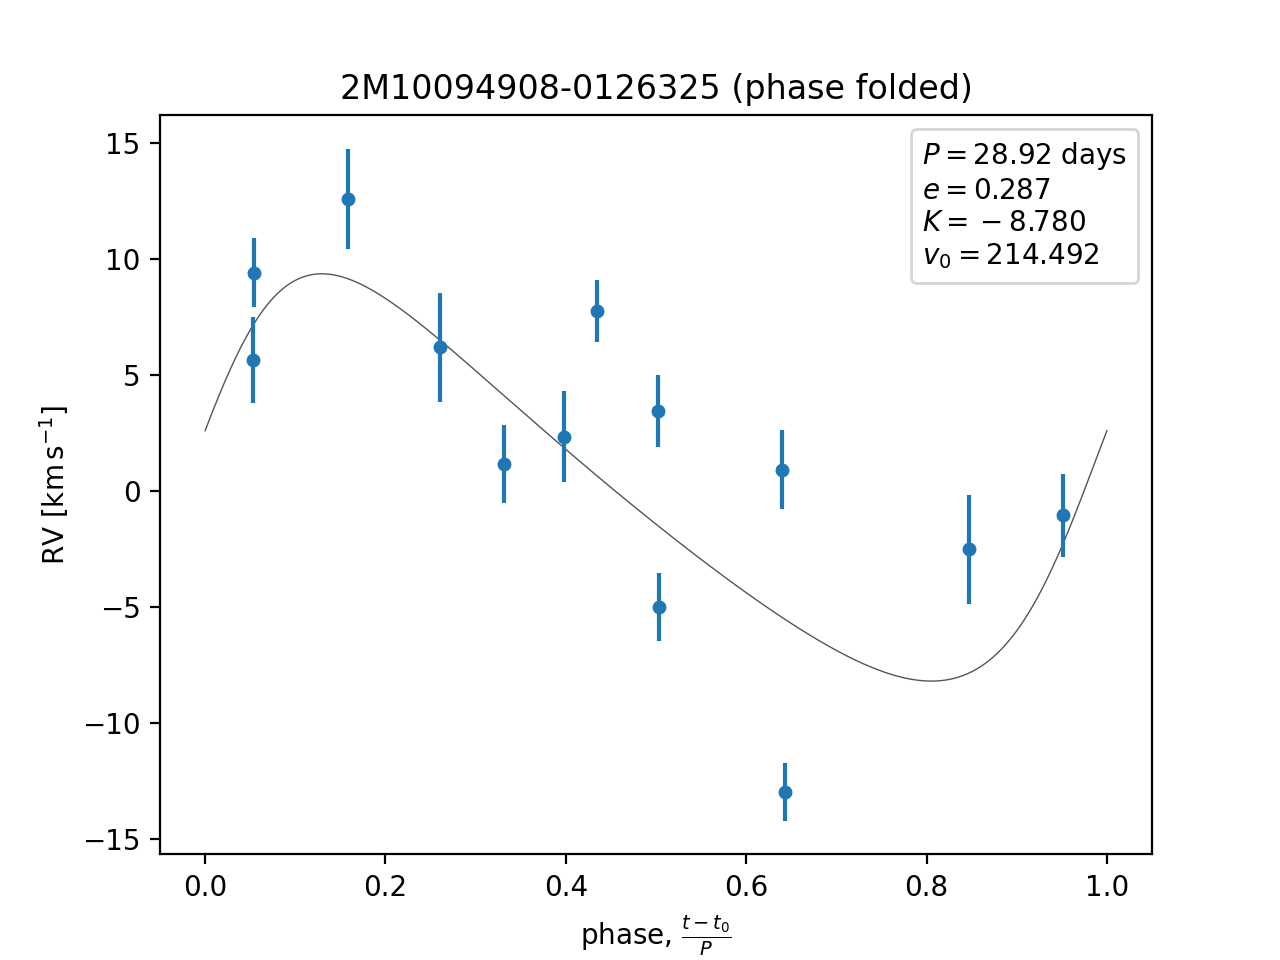 2M10094908-0126325 (phase folded)
P = 28.92 days
e = 0.287
K = −8.780
v₀ = 214.492
15
10
5
0
−5
−10
−15
RV [km s⁻¹]
0.0 0.2 0.4 0.6 0.8 1.0
phase, (t − t₀)/P